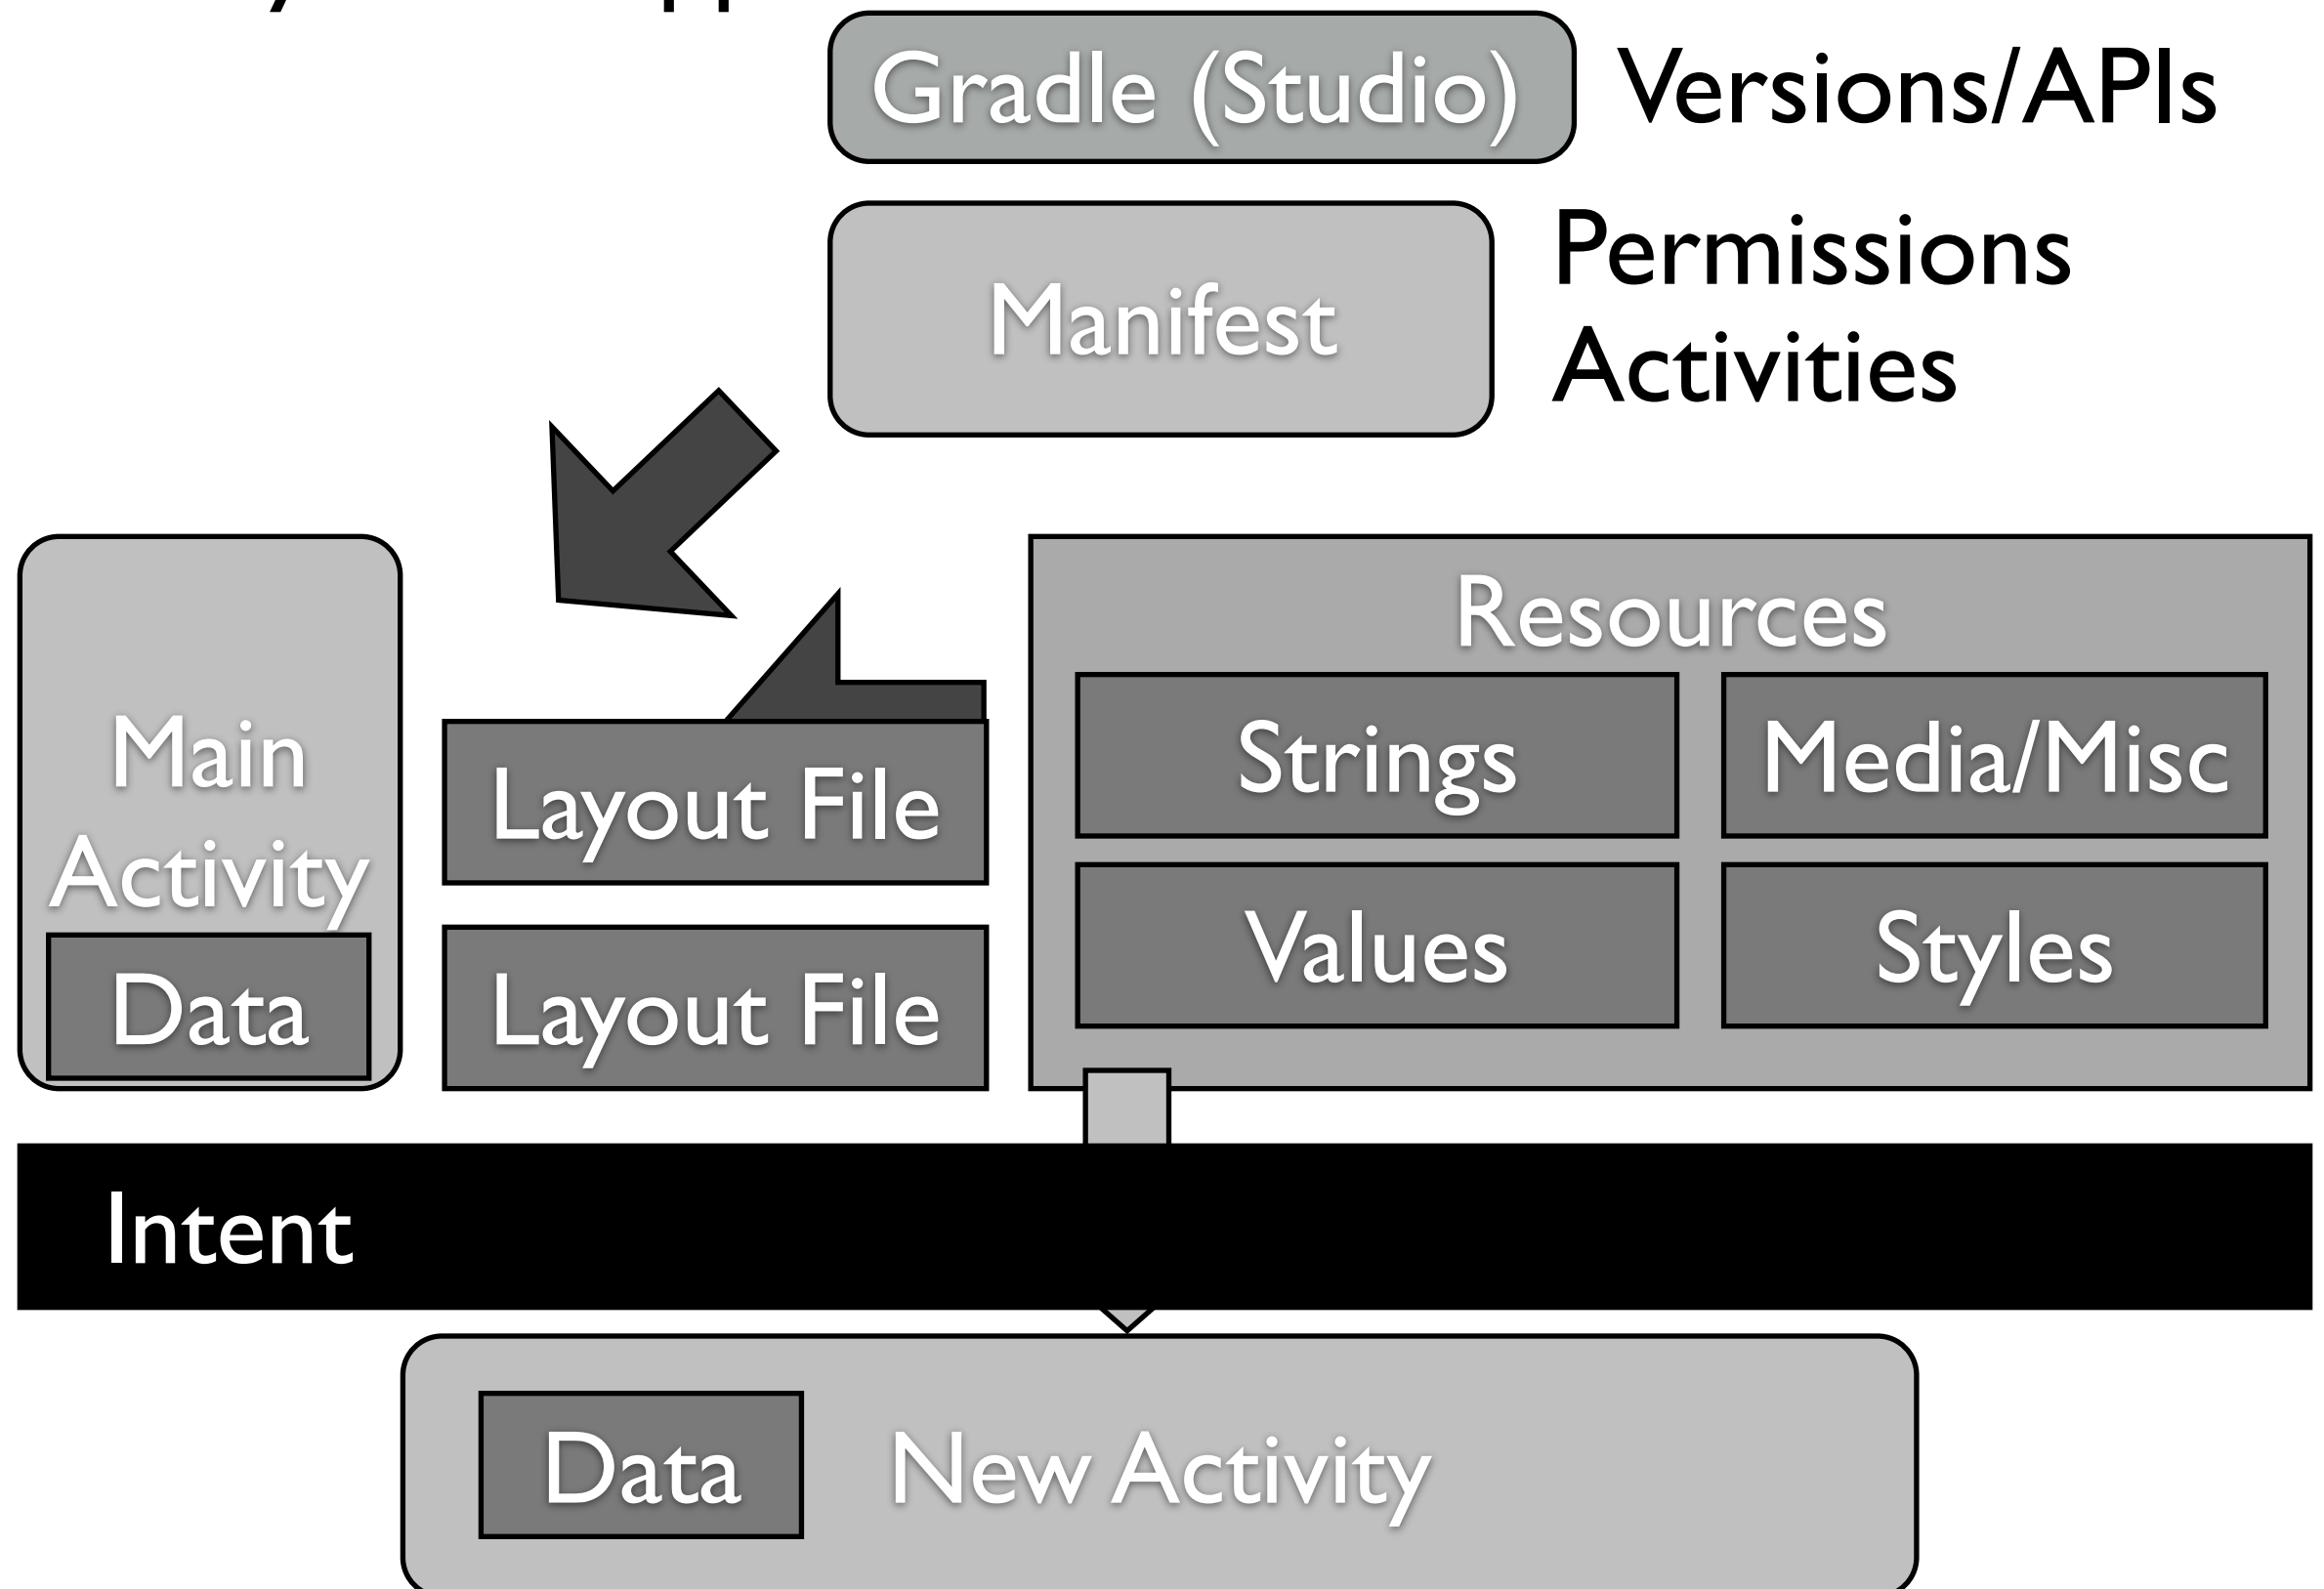 Gradle (Studio)
Versions/APIs
Manifest
Permissions
Activities
Main
Activity
Data
Layout File
Layout File
Resources
Strings
Media/Misc
Values
Styles
Intent
Data
New Activity